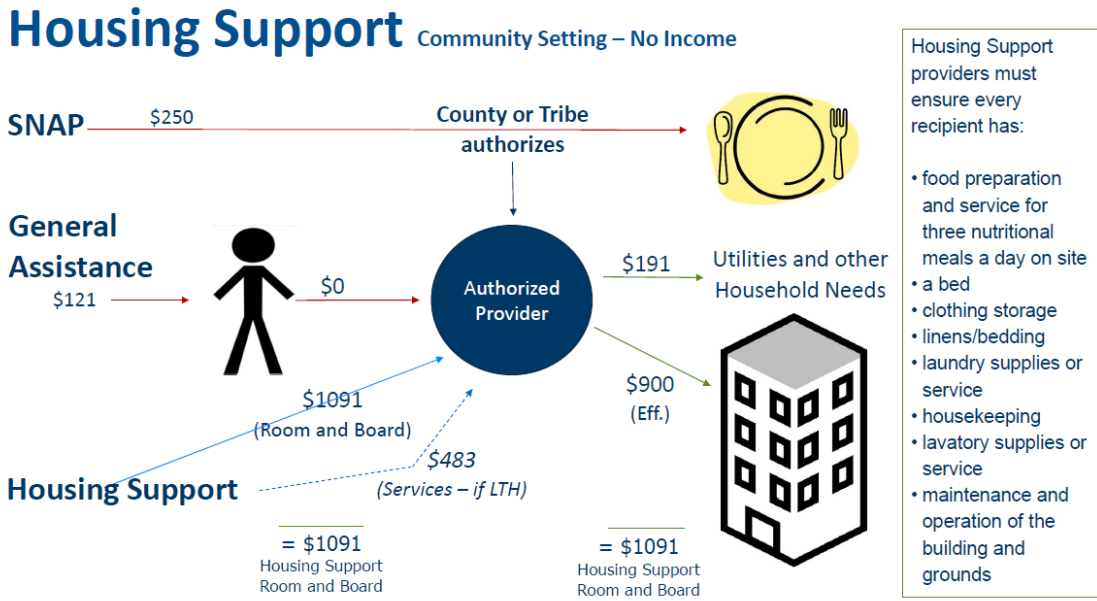 Housing Support Community Setting – No Income
SNAP
$250
County or Tribe
authorizes
General
Assistance
$121
$0
Authorized
Provider
$191
Utilities and other
Household Needs
$900
(Eff.)
$1091
(Room and Board)
$483
(Services – if LTH)
Housing Support
= $1091
Housing Support
Room and Board
= $1091
Housing Support
Room and Board
Housing Support
providers must
ensure every
recipient has:
• food preparation
and service for
three nutritional
meals a day on site
• a bed
• clothing storage
• linens/bedding
• laundry supplies or
service
• housekeeping
• lavatory supplies or
service
• maintenance and
operation of the
building and
grounds